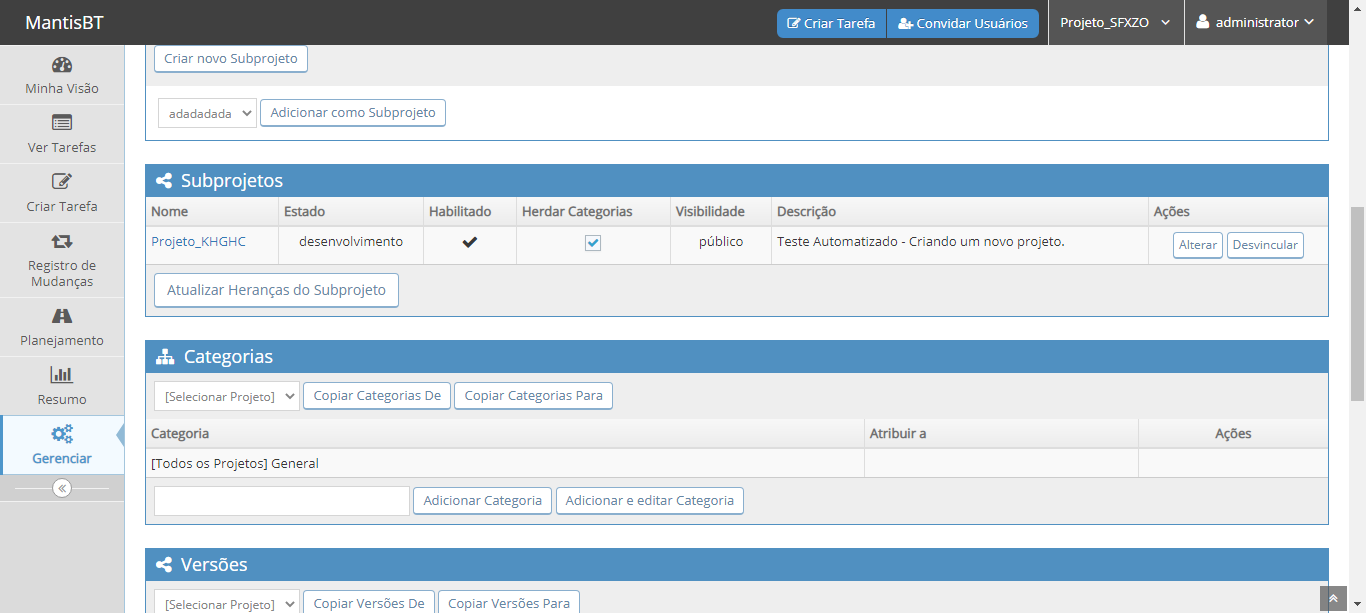 MantisBT
Criar Tarefa
Convidar Usuários
Projeto_SFXZO
administrator
Minha Visão
Ver Tarefas
Criar Tarefa
Registro de
Mudanças
Planejamento
Resumo
Gerenciar
Criar novo Subprojeto
adadadada
Adicionar como Subprojeto
Subprojetos
Nome Estado Habilitado Herdar Categorias Visibilidade Descrição Ações
Projeto_KHGHC desenvolvimento público Teste Automatizado - Criando um novo projeto. Alterar Desvincular
Atualizar Heranças do Subprojeto
Categorias
[Selecionar Projeto] Copiar Categorias De Copiar Categorias Para
Categoria Atribuir a Ações
[Todos os Projetos] General
Adicionar Categoria Adicionar e editar Categoria
Versões
[Selecionar Projeto] Copiar Versões De Copiar Versões Para